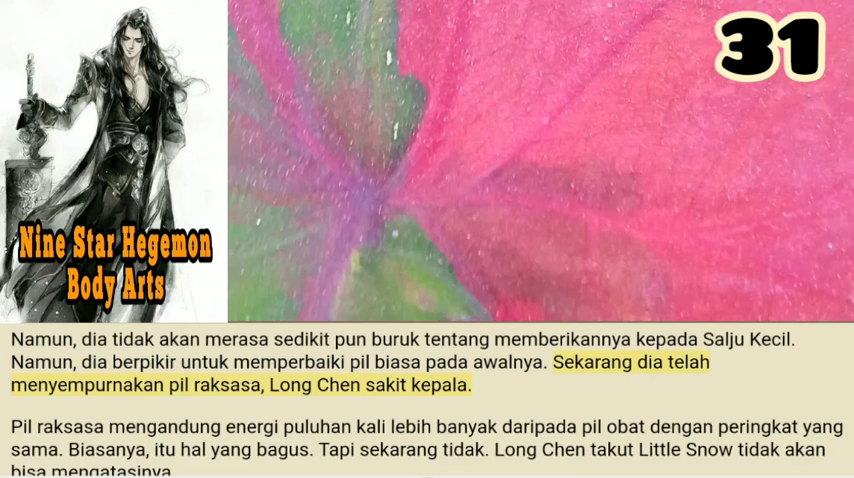 31
Nine Star Hegemon
Body Arts
Namun, dia tidak akan merasa sedikit pun buruk tentang memberikannya kepada Salju Kecil.
Namun, dia berpikir untuk memperbaiki pil biasa pada awalnya. Sekarang dia telah
menyempurnakan pil raksasa, Long Chen sakit kepala.
Pil raksasa mengandung energi puluhan kali lebih banyak daripada pil obat dengan peringkat yang
sama. Biasanya, itu hal yang bagus. Tapi sekarang tidak. Long Chen takut Little Snow tidak akan
bisa mengatasinya